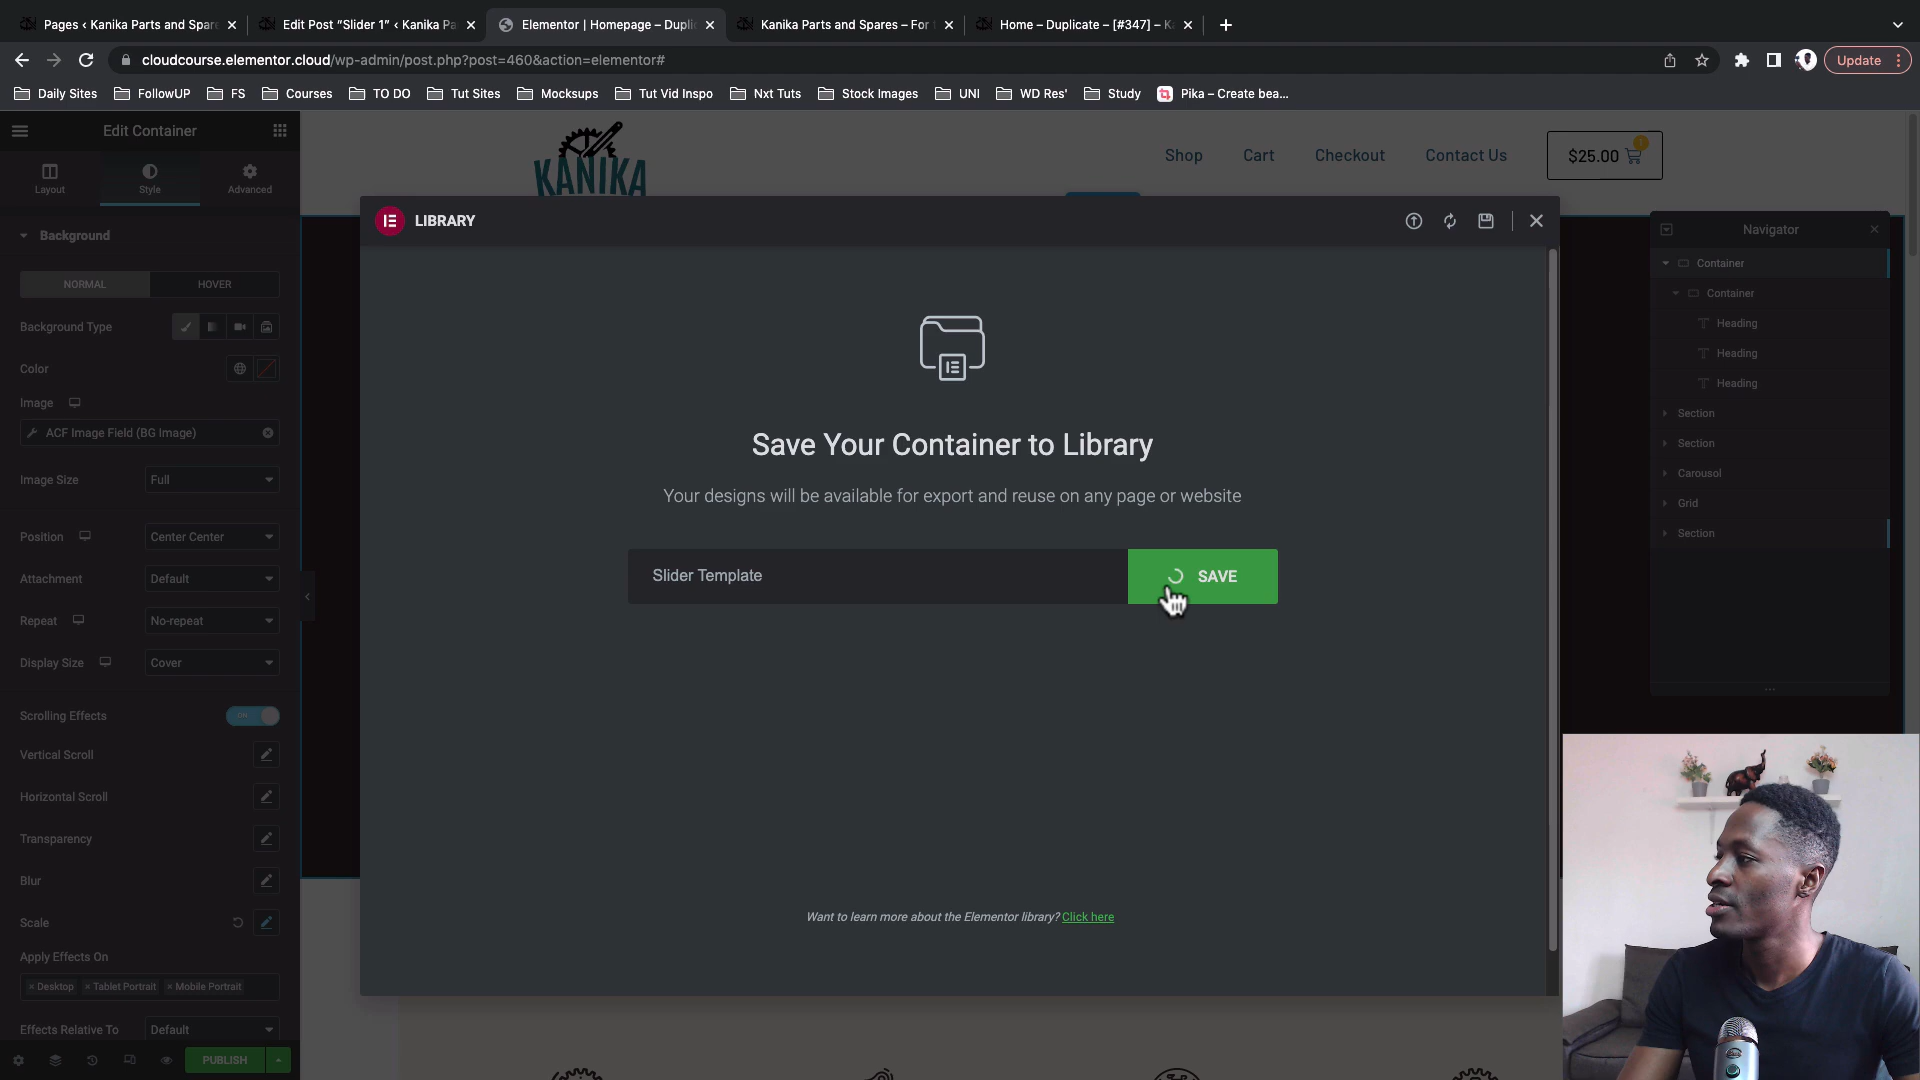 Pages ‹ Kanika Parts and Spare
Edit Post "Slider 1" ‹ Kanika Pa
Elementor | Homepage – Duplic
Kanika Parts and Spares – For t
Home – Duplicate – [#347] – K
cloudcourse.elementor.cloud/wp-admin/post.php?post=460&action=elementor#
Update
Daily Sites
FollowUP
FS
Courses
TO DO
Tut Sites
Mocksups
Tut Vid Inspo
Nxt Tuts
Stock Images
UNI
WD Res'
Study
Pika – Create bea...
Edit Container
Layout
Style
Advanced
Background
NORMAL
HOVER
Background Type
Color
Image
ACF Image Field (BG Image)
Image Size
Full
Position
Center Center
Attachment
Default
Repeat
No-repeat
Display Size
Cover
Scrolling Effects
ON
Vertical Scroll
Horizontal Scroll
Transparency
Blur
Scale
Apply Effects On
× Desktop × Tablet Portrait × Mobile Portrait
Effects Relative To
Default
PUBLISH
KANIKA
Shop
Cart
Checkout
Contact Us
$25.00
1
LIBRARY
Save Your Container to Library
Your designs will be available for export and reuse on any page or website
Slider Template
SAVE
Want to learn more about the Elementor library? Click here
Navigator
Container
Container
Heading
Heading
Heading
Section
Section
Carousol
Grid
Section